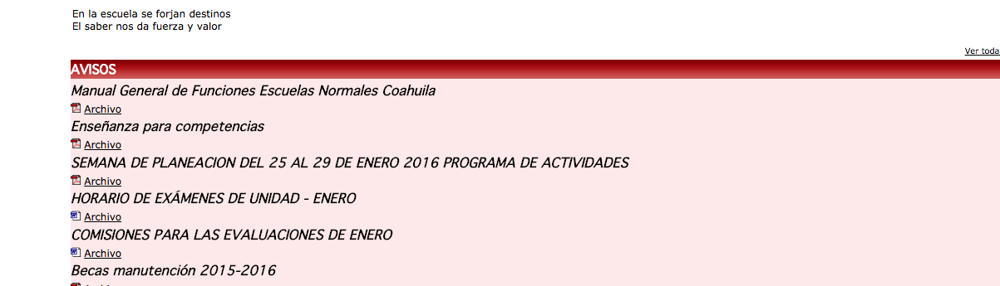 En la escuela se forjan destinos
El saber nos da fuerza y valor
Ver toda
AVISOS
Manual General de Funciones Escuelas Normales Coahuila
Archivo
Enseñanza para competencias
Archivo
SEMANA DE PLANEACION DEL 25 AL 29 DE ENERO 2016 PROGRAMA DE ACTIVIDADES
Archivo
HORARIO DE EXÁMENES DE UNIDAD - ENERO
Archivo
COMISIONES PARA LAS EVALUACIONES DE ENERO
Archivo
Becas manutención 2015-2016